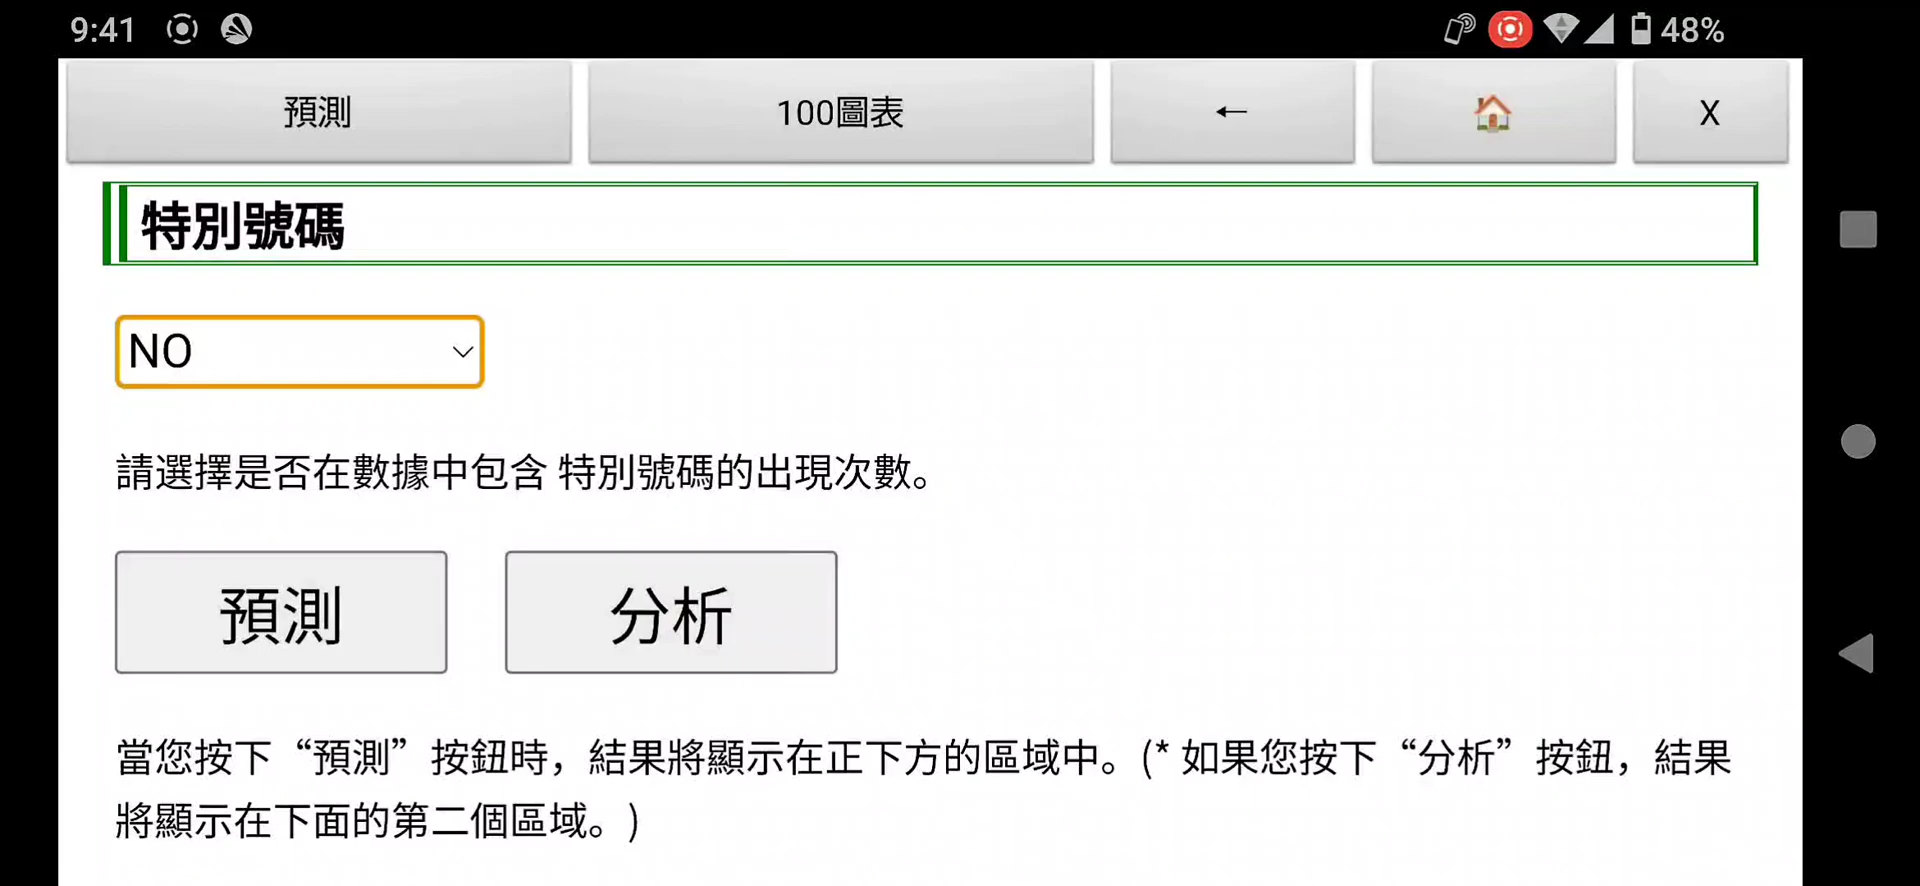 9:41 48%
預測 100圖表 ← X
特別號碼
NO
請選擇是否在數據中包含 特別號碼的出現次數。
預測 分析
當您按下“預測”按鈕時，結果將顯示在正下方的區域中。(* 如果您按下“分析”按鈕，結果
將顯示在下面的第二個區域。)